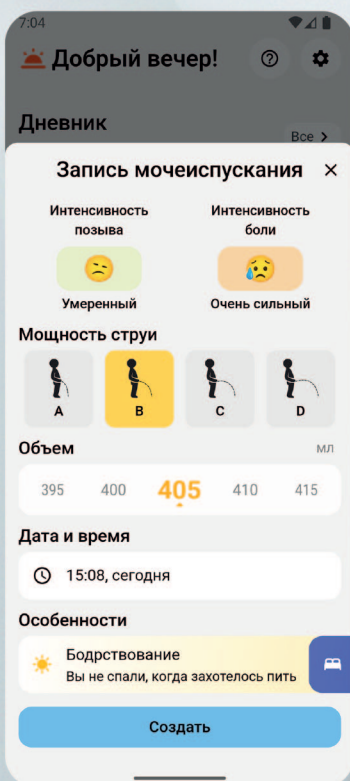 7:04
Добрый вечер!
Дневник
Все
Запись мочеиспускания
Интенсивность
позыва
Интенсивность
боли
Умеренный
Очень сильный
Мощность струи
A
B
C
D
Объем
мл
395
400
405
410
415
Дата и время
15:08, сегодня
Особенности
Бодрствование
Вы не спали, когда захотелось пить
Создать